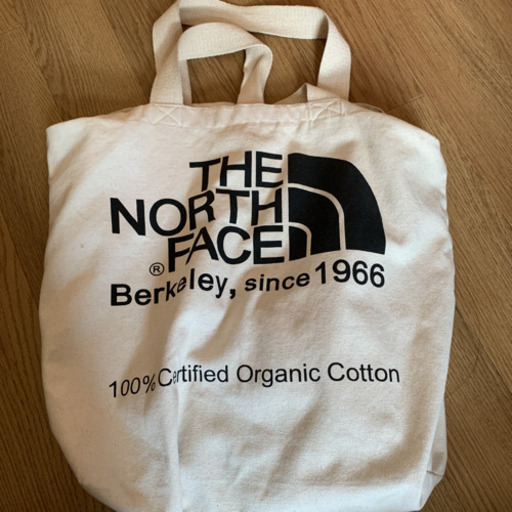 THE
NORTH
® FACE
Berkeley, since 1966
100% Certified Organic Cotton